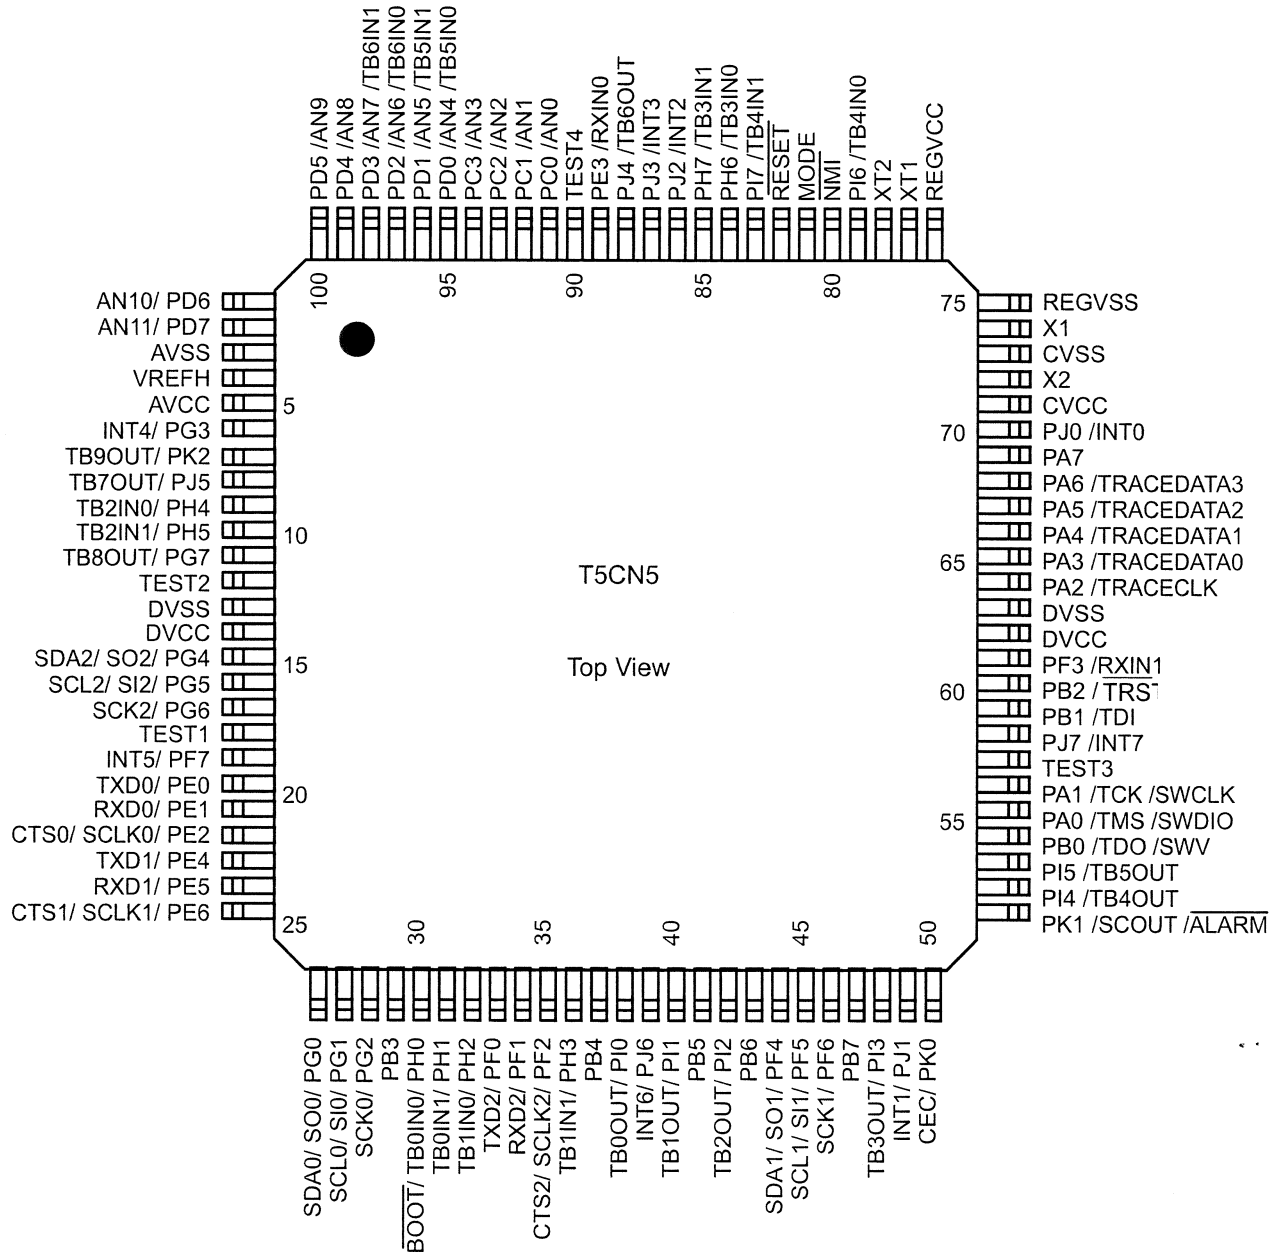 PD5 /AN9
PD4 /AN8
PD3 /AN7 /TB6IN1
PD2 /AN6 /TB6IN0
PD1 /AN5 /TB5IN1
PD0 /AN4 /TB5IN0
PC3 /AN3
PC2 /AN2
PC1 /AN1
PC0 /AN0
TEST4
PE3 /RXIN0
PJ4 /TB6OUT
PJ3 /INT3
PJ2 /INT2
PH7 /TB3IN1
PH6 /TB3IN0
PI7 /TB4IN1
RESET
MODE
NMI
PI6 /TB4IN0
XT2
XT1
REGVCC
100
95
90
85
80
AN10/ PD6
AN11/ PD7
AVSS
VREFH
AVCC
INT4/ PG3
TB9OUT/ PK2
TB7OUT/ PJ5
TB2IN0/ PH4
TB2IN1/ PH5
TB8OUT/ PG7
TEST2
DVSS
DVCC
SDA2/ SO2/ PG4
SCL2/ SI2/ PG5
SCK2/ PG6
TEST1
INT5/ PF7
TXD0/ PE0
RXD0/ PE1
CTS0/ SCLK0/ PE2
TXD1/ PE4
RXD1/ PE5
CTS1/ SCLK1/ PE6
5
10
15
20
25
T5CN5
Top View
75
70
65
60
55
REGVSS
X1
CVSS
X2
CVCC
PJ0 /INT0
PA7
PA6 /TRACEDATA3
PA5 /TRACEDATA2
PA4 /TRACEDATA1
PA3 /TRACEDATA0
PA2 /TRACECLK
DVSS
DVCC
PF3 /RXIN1
PB2 / TRST
PB1 /TDI
PJ7 /INT7
TEST3
PA1 /TCK /SWCLK
PA0 /TMS /SWDIO
PB0 /TDO /SWV
PI5 /TB5OUT
PI4 /TB4OUT
PK1 /SCOUT /ALARM
30
35
40
45
50
SDA0/ SO0/ PG0
SCL0/ SI0/ PG1
SCK0/ PG2
PB3
BOOT/ TB0IN0/ PH0
TB0IN1/ PH1
TB1IN0/ PH2
TXD2/ PF0
RXD2/ PF1
CTS2/ SCLK2/ PF2
TB1IN1/ PH3
PB4
TB0OUT/ PI0
INT6/ PJ6
TB1OUT/ PI1
PB5
TB2OUT/ PI2
PB6
SDA1/ SO1/ PF4
SCL1/ SI1/ PF5
SCK1/ PF6
PB7
TB3OUT/ PI3
INT1/ PJ1
CEC/ PK0